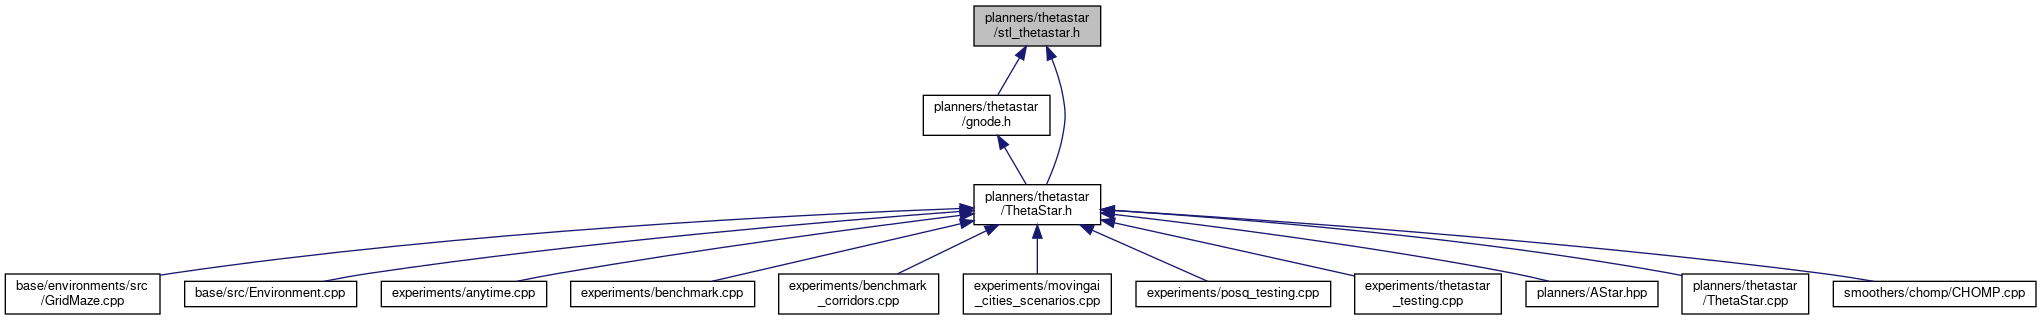 planners/thetastar
/stl_thetastar.h
planners/thetastar
/gnode.h
planners/thetastar
/ThetaStar.h
base/environments/src
/GridMaze.cpp
base/src/Environment.cpp
experiments/anytime.cpp
experiments/benchmark.cpp
experiments/benchmark
_corridors.cpp
experiments/movingai
_cities_scenarios.cpp
experiments/posq_testing.cpp
experiments/thetastar
_testing.cpp
planners/AStar.hpp
planners/thetastar
/ThetaStar.cpp
smoothers/chomp/CHOMP.cpp